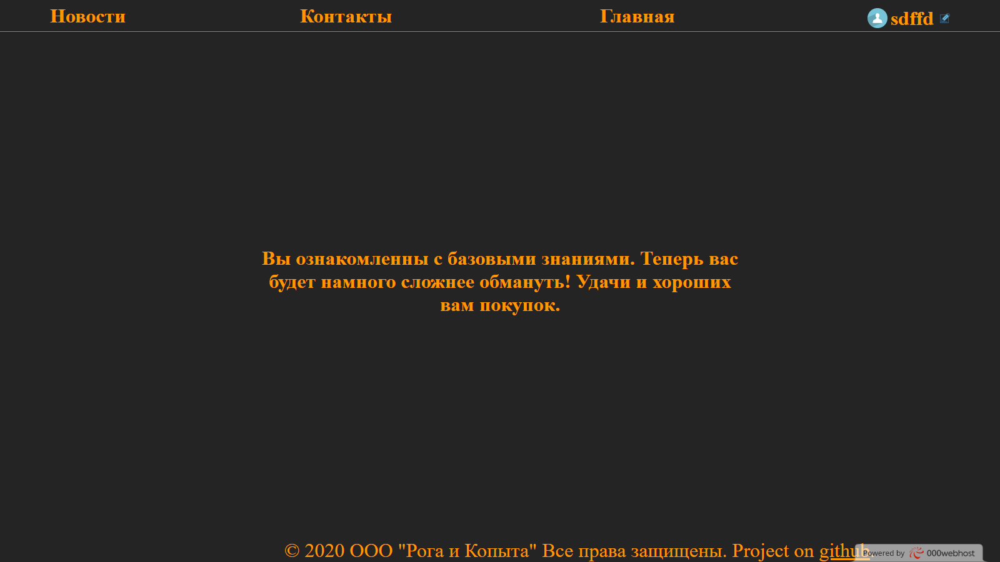 Новости Контакты Главная sdffd
Вы ознакомленны с базовыми знаниями. Теперь вас
будет намного сложнее обмануть! Удачи и хороших
вам покупок.
© 2020 ООО "Рога и Копыта" Все права защищены. Project on github
Powered by 000webhost